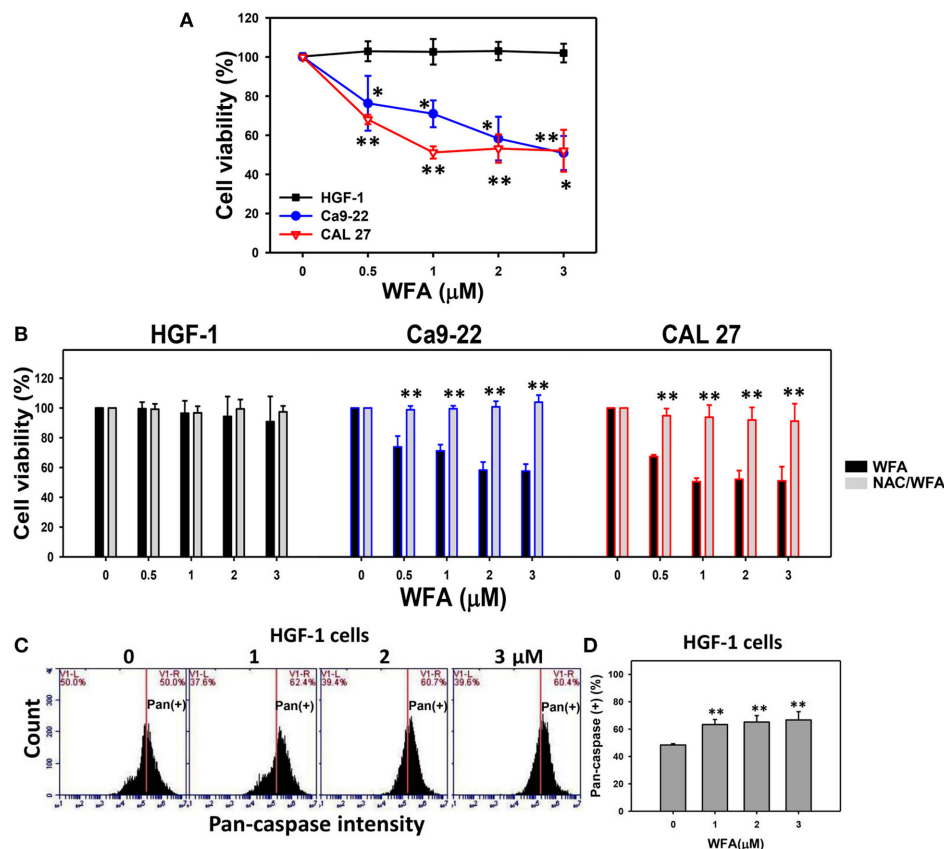 A
Cell viability (%)
120
100
80
60
40
20
0
*
*
*
**
**
**
**
*
HGF-1
Ca9-22
CAL 27
0 0.5 1 2 3
WFA (μM)
B
HGF-1 Ca9-22 CAL 27
Cell viability (%)
120
100
80
60
40
20
0
** ** ** **
** ** ** **
WFA
NAC/WFA
0 0.5 1 2 3 0 0.5 1 2 3 0 0.5 1 2 3
WFA (μM)
C
HGF-1 cells
0 1 2 3 μM
Count
V1-L V1-R V1-L V1-R V1-L V1-R V1-L V1-R
50.0% 50.0% 37.6% 62.4% 39.4% 60.7% 39.6% 60.4%
Pan(+) Pan(+) Pan(+) Pan(+)
300
200
100
0
Pan-caspase intensity
D
HGF-1 cells
Pan-caspase (+) (%)
100
80
60
40
20
0
** ** **
0 1 2 3
WFA(μM)